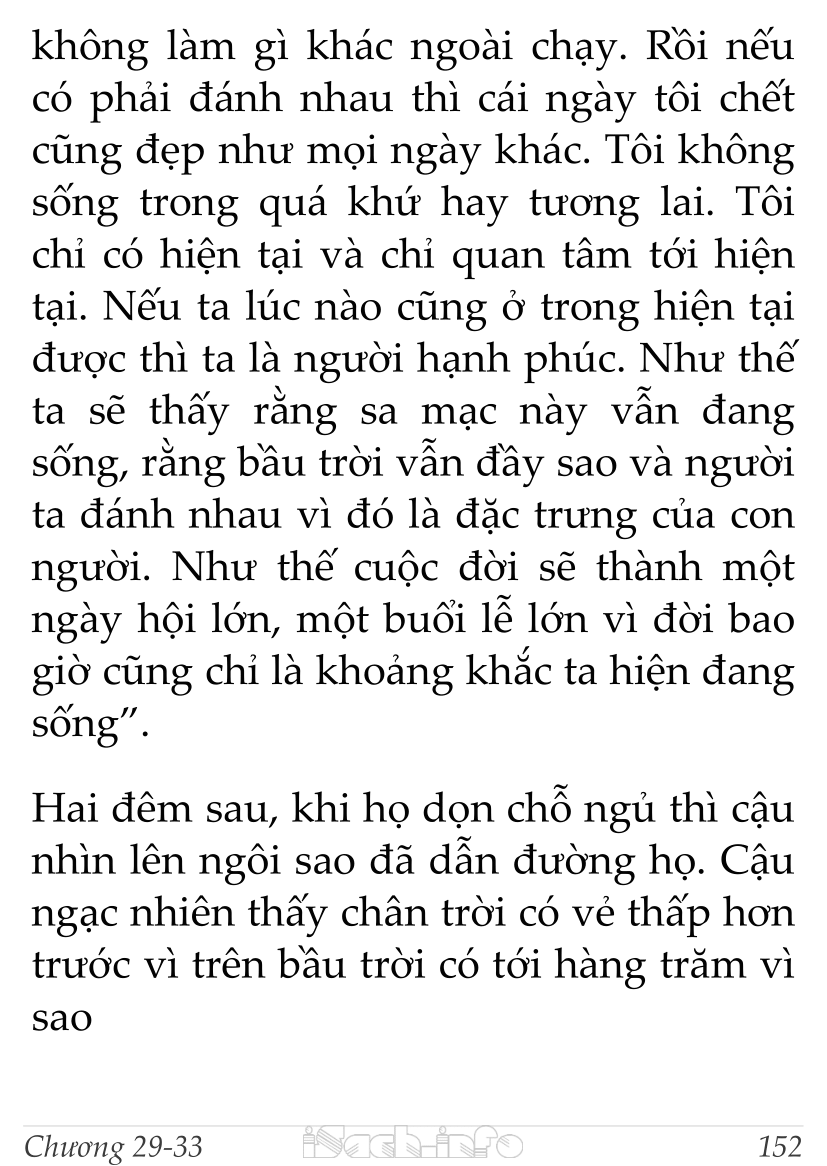 không làm gì khác ngoài chạy. Rồi nếu
có phải đánh nhau thì cái ngày tôi chết
cũng đẹp như mọi ngày khác. Tôi không
sống trong quá khứ hay tương lai. Tôi
chỉ có hiện tại và chỉ quan tâm tới hiện
tại. Nếu ta lúc nào cũng ở trong hiện tại
được thì ta là người hạnh phúc. Như thế
ta sẽ thấy rằng sa mạc này vẫn đang
sống, rằng bầu trời vẫn đầy sao và người
ta đánh nhau vì đó là đặc trưng của con
người. Như thế cuộc đời sẽ thành một
ngày hội lớn, một buổi lễ lớn vì đời bao
giờ cũng chỉ là khoảng khắc ta hiện đang
sống”.
Hai đêm sau, khi họ dọn chỗ ngủ thì cậu
nhìn lên ngôi sao đã dẫn đường họ. Cậu
ngạc nhiên thấy chân trời có vẻ thấp hơn
trước vì trên bầu trời có tới hàng trăm vì
sao
Chương 29-33 iSach.info 152